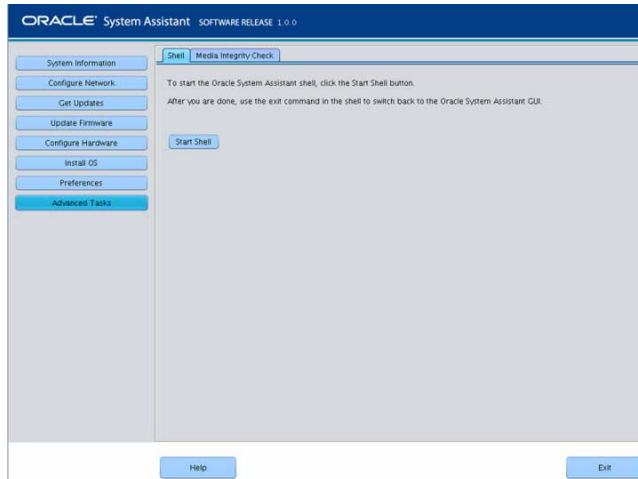 ORACLE System Assistant SOFTWARE RELEASE 1.0.0
System Information
Configure Network
Get Updates
Update Firmware
Configure Hardware
Install OS
Preferences
Advanced Tasks
Shell Media Integrity Check
To start the Oracle System Assistant shell, click the Start Shell button.
After you are done, use the exit command in the shell to switch back to the Oracle System Assistant GUI.
Start Shell
Help Exit